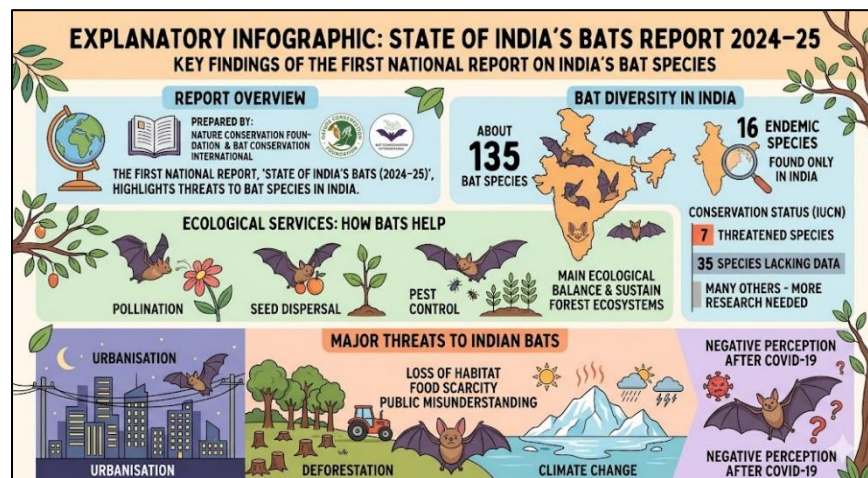 EXPLANATORY INFOGRAPHIC: STATE OF INDIA'S BATS REPORT 2024–25
KEY FINDINGS OF THE FIRST NATIONAL REPORT ON INDIA'S BAT SPECIES
REPORT OVERVIEW
PREPARED BY:
NATURE CONSERVATION FOUN-
DATION & BAT CONSERVATION
INTERNATIONAL
THE FIRST NATIONAL REPORT, 'STATE OF INDIA'S BATS (2024–25)',
HIGHLIGHTS THREATS TO BAT SPECIES IN INDIA.
BAT DIVERSITY IN INDIA
ABOUT
135
BAT SPECIES
16 ENDEMIC
SPECIES
FOUND ONLY
IN INDIA
CONSERVATION STATUS (IUCN)
7 THREATENED SPECIES
35 SPECIES LACKING DATA
MANY OTHERS - MORE
RESEARCH NEEDED
ECOLOGICAL SERVICES: HOW BATS HELP
POLLINATION
SEED DISPERSAL
PEST
CONTROL
MAIN ECOLOGICAL
BALANCE & SUSTAIN
FOREST ECOSYSTEMS
MAJOR THREATS TO INDIAN BATS
URBANISATION
URBANISATION
LOSS OF HABITAT
FOOD SCARCITY
PUBLIC MISUNDERSTANDING
DEFORESTATION
CLIMATE CHANGE
NEGATIVE PERCEPTION
AFTER COVID-19
? ? ?
NEGATIVE PERCEPTION
AFTER COVID-19